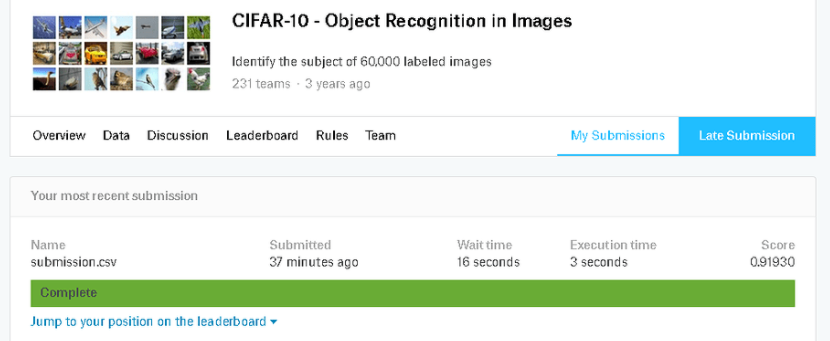 CIFAR-10 - Object Recognition in Images
Identify the subject of 60,000 labeled images
231 teams · 3 years ago
Overview Data Discussion Leaderboard Rules Team My Submissions Late Submission
Your most recent submission
Name Submitted Wait time Execution time Score
submission.csv 37 minutes ago 16 seconds 3 seconds 0.91930
Complete
Jump to your position on the leaderboard